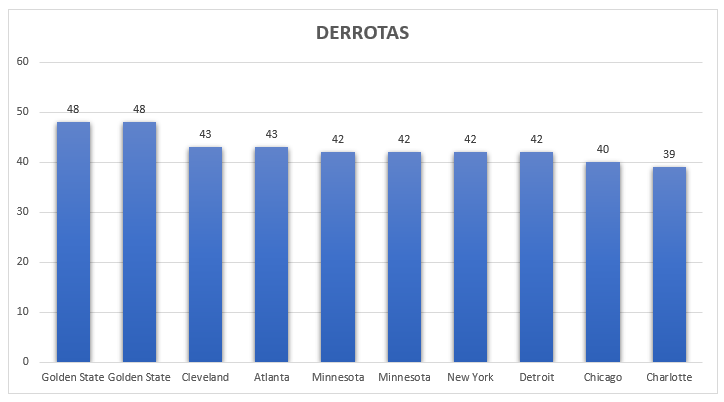 DERROTAS
60
50
40
30
20
10
0
48 48 43 43 42 42 42 42 40 39
Golden State Golden State Cleveland Atlanta Minnesota Minnesota New York Detroit Chicago Charlotte